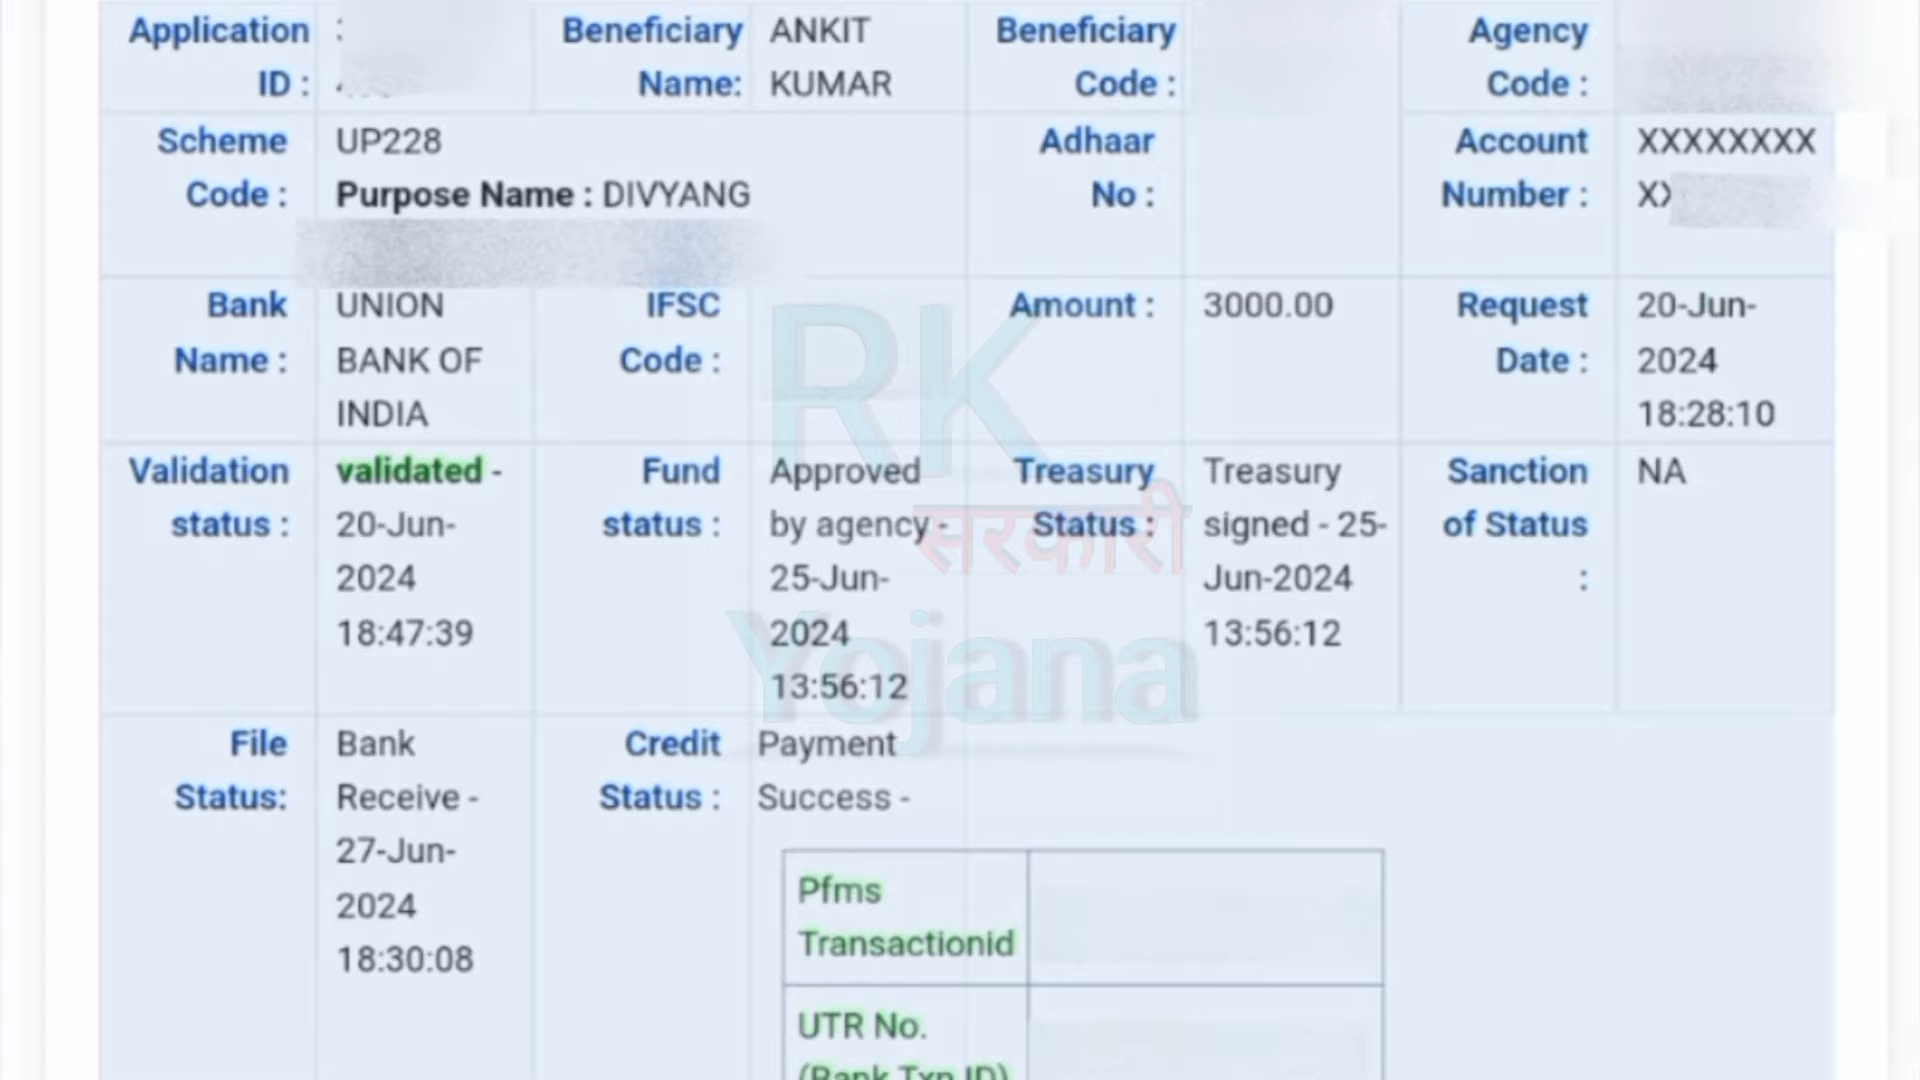 Application ID :
Beneficiary Name: ANKIT KUMAR
Beneficiary Code :
Agency Code :
Scheme Code : UP228
Purpose Name : DIVYANG
Adhaar No :
Account Number : XXXXXXXX
XX
Bank Name : UNION BANK OF INDIA
IFSC Code :
Amount : 3000.00
Request Date : 20-Jun-2024 18:28:10
Validation status : validated - 20-Jun-2024 18:47:39
Fund status : Approved by agency - 25-Jun-2024 13:56:12
Treasury Status : Treasury signed - 25-Jun-2024 13:56:12
Sanction of Status : NA
File Status: Bank Receive - 27-Jun-2024 18:30:08
Credit Status : Payment Success -
Pfms Transactionid
UTR No.
(Bank Txn ID)
RK
सरकारी
Yojana